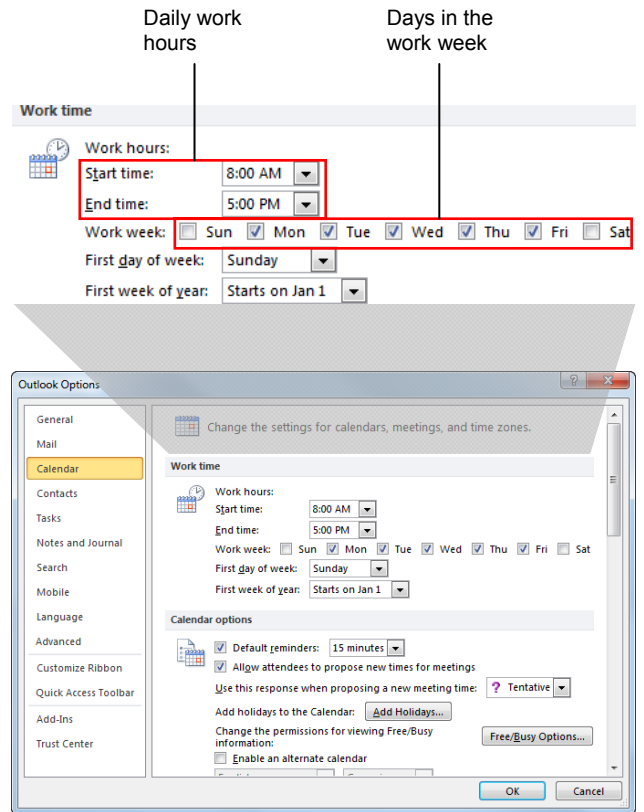 Daily work
hours
Days in the
work week
Work time
Work hours:
Start time: 8:00 AM
End time: 5:00 PM
Work week: Sun Mon Tue Wed Thu Fri Sat
First day of week: Sunday
First week of year: Starts on Jan 1
Outlook Options
General
Mail
Calendar
Contacts
Tasks
Notes and Journal
Search
Mobile
Language
Advanced
Customize Ribbon
Quick Access Toolbar
Add-Ins
Trust Center
Change the settings for calendars, meetings, and time zones.
Work time
Work hours:
Start time: 8:00 AM
End time: 5:00 PM
Work week: Sun Mon Tue Wed Thu Fri Sat
First day of week: Sunday
First week of year: Starts on Jan 1
Calendar options
Default reminders: 15 minutes
Allow attendees to propose new times for meetings
Use this response when proposing a new meeting time: ? Tentative
Add holidays to the Calendar: Add Holidays...
Change the permissions for viewing Free/Busy
information: Free/Busy Options...
Enable an alternate calendar
OK Cancel